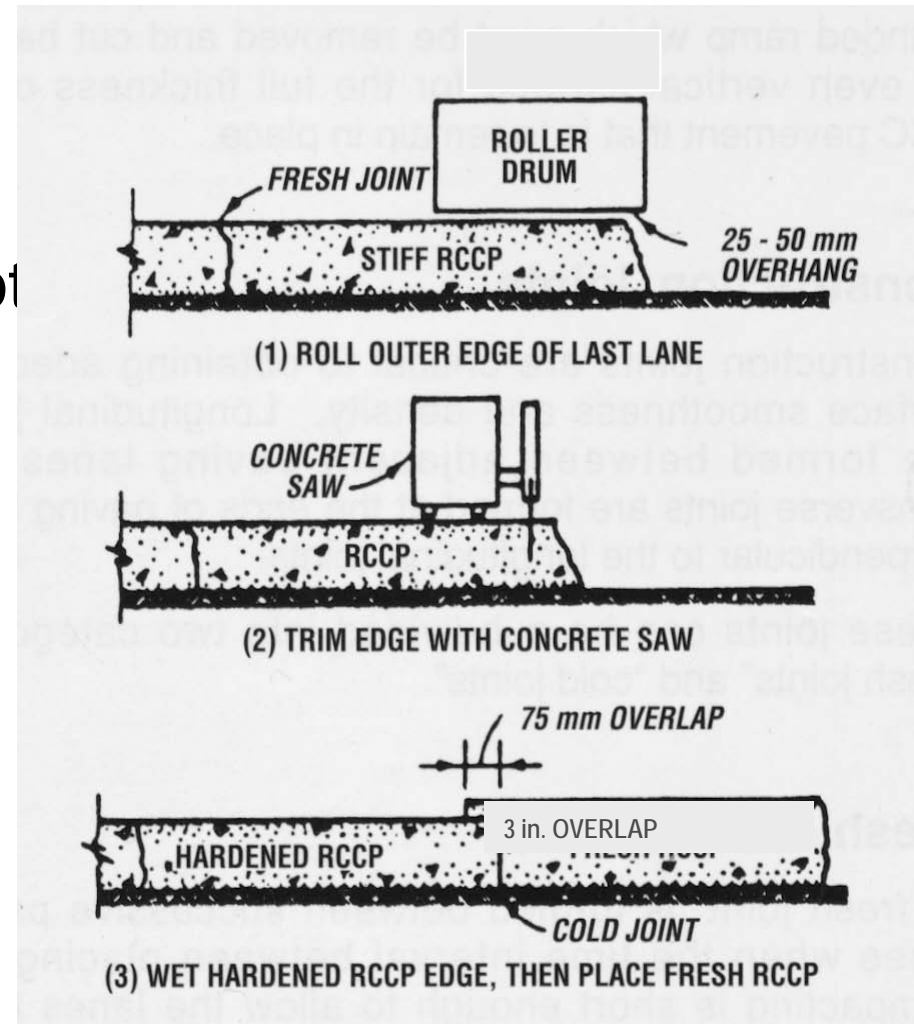 ROLLER
DRUM
FRESH JOINT
STIFF RCCP
25 - 50 mm
OVERHANG
(1) ROLL OUTER EDGE OF LAST LANE
CONCRETE
SAW
RCCP
(2) TRIM EDGE WITH CONCRETE SAW
75 mm OVERLAP
3 in. OVERLAP
HARDENED RCCP
COLD JOINT
(3) WET HARDENED RCCP EDGE, THEN PLACE FRESH RCCP